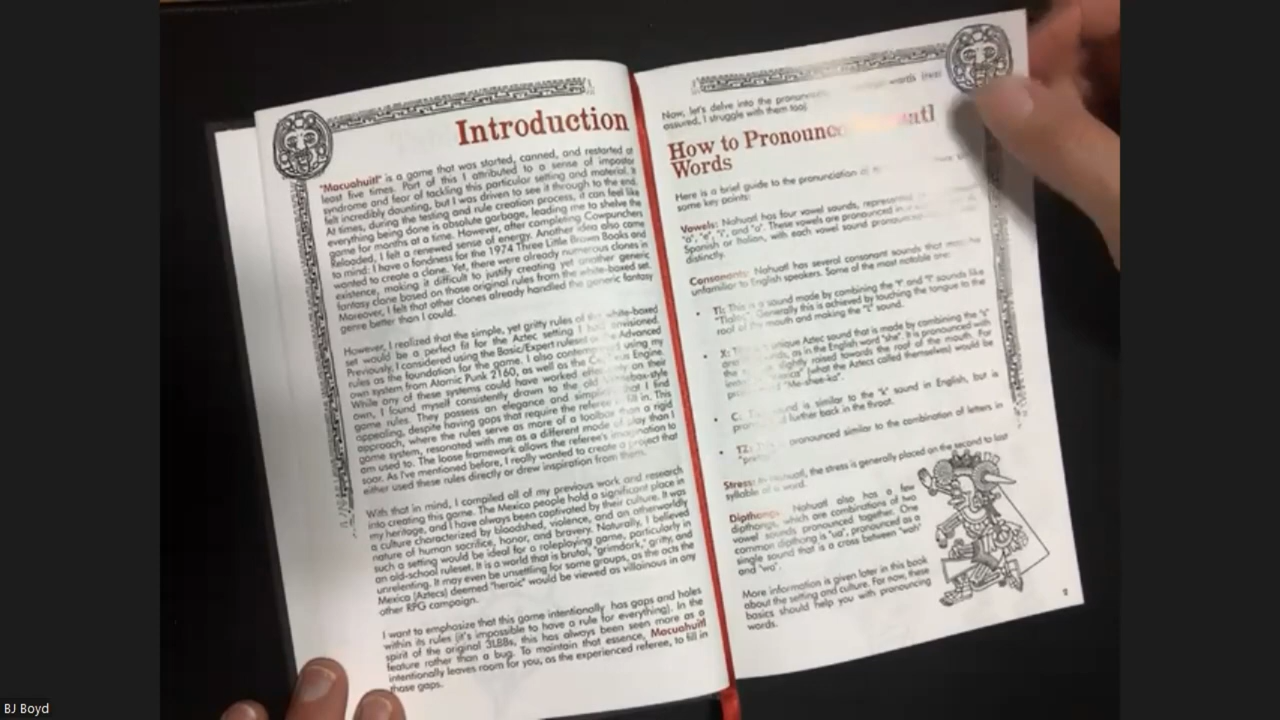 Introduction
"Macuahuitl" is a game that was started, canned, and restarted at
least five times. Part of this I attributed to a sense of impostor
syndrome and fear of tackling this particular setting and material. It
felt incredibly daunting, but I was driven to see it through to the end.
At times, during the testing and rule creation process, it can feel like
everything being done is absolute garbage, leading me to shelve the
game for months at a time. However, after completing Cowpunchers
Reloaded, I felt a renewed sense of energy. Another idea also came
to mind: I have a fondness for the 1974 Three Little Brown Books and
wanted to create a clone. Yet, there were already numerous clones in
existence, making it difficult to justify creating yet another generic
fantasy clone based on those original rules from the white-boxed set.
Moreover, I felt that other clones already handled the generic fantasy
genre better than I could.
However, I realized that the simple, yet gritty rules of the white-boxed
set would be a perfect fit for the Aztec setting I had envisioned.
Previously, I considered using the Basic/Expert rules or the Advanced
rules as the foundation for the game. I also contemplated using my
own system from Atomic Punk 2160, as well as the Engine.
While any of these systems could have worked effectively on their
own, I found myself consistently drawn to the old whitebox-style
game rules. They possess an elegance and simplicity that I find
appealing, despite having gaps that require the referee to fill in. This
approach, where the rules serve as more of a toolbox than a rigid
game system, resonated with me as a different mode of play than I
am used to. The loose framework allows the referee's imagination to
soar. As I've mentioned before, I really wanted to create a project that
either used these rules directly or drew inspiration from them.
With that in mind, I compiled all of my previous work and research
into creating this game. The Mexica people hold a significant place in
my heritage, and I have always been captivated by their culture. It was
a culture characterized by bloodshed, violence, and an otherworldly
nature of human sacrifice, honor, and bravery. Naturally, I believed
such a setting would be ideal for a roleplaying game, particularly in
an old-school ruleset. It is a world that is brutal, "grimdark," gritty, and
unrelenting. It may even be unsettling for some groups, as the acts the
Mexica (Aztecs) deemed "heroic" would be viewed as villainous in any
other RPG campaign.
I want to emphasize that this game intentionally has gaps and holes
within its rules (it's impossible to have a rule for everything). In the
spirit of the original 3LBBs, this has always been seen more as a
feature rather than a bug. To maintain that essence, Macuahuitl
intentionally leaves room for you, as the experienced referee, to fill in
those gaps.
Now, let's delve into the words (rest
assured, I struggle with them too)
How to Pronounce
Words
Here is a brief guide to the pronunciation of
some key points:
Vowels: Nahuatl has four vowel sounds, represented
"a", "e", "i", and "o". These vowels are pronounced
Spanish or Italian, with each vowel sound pronounced
distinctly.
Consonants: Nahuatl has several consonant sounds that may be
unfamiliar to English speakers. Some of the most notable are:
• Tl: This is a sound made by combining the "t" and "l" sounds like
"Tlaloc". Generally this is achieved by touching the tongue to the
roof of the mouth and making the "L" sound.
• X: unique Aztec sound that is made by combining the "s"
as in the English word "she". It is pronounced with
the slightly raised towards the roof of the mouth. For
(what the Aztecs called themselves) would be
"Me-shee-ka".
• C: sound is similar to the "k" sound in English, but is
further back in the throat.
• TZ: pronounced similar to the combination of letters in
Stress: In nahuatl, the stress is generally placed on the second to last
syllable of a word.
Dipthongs: Nahuatl also has a few
dipthongs, which are combinations of two
vowel sounds pronounced together. One
common dipthong is "ua", pronounced as a
single sound that is a cross between "wah"
and "wa".
More information is given later in this book
about the setting and culture. For now, these
basics should help you with pronouncing
words.
2
BJ Boyd